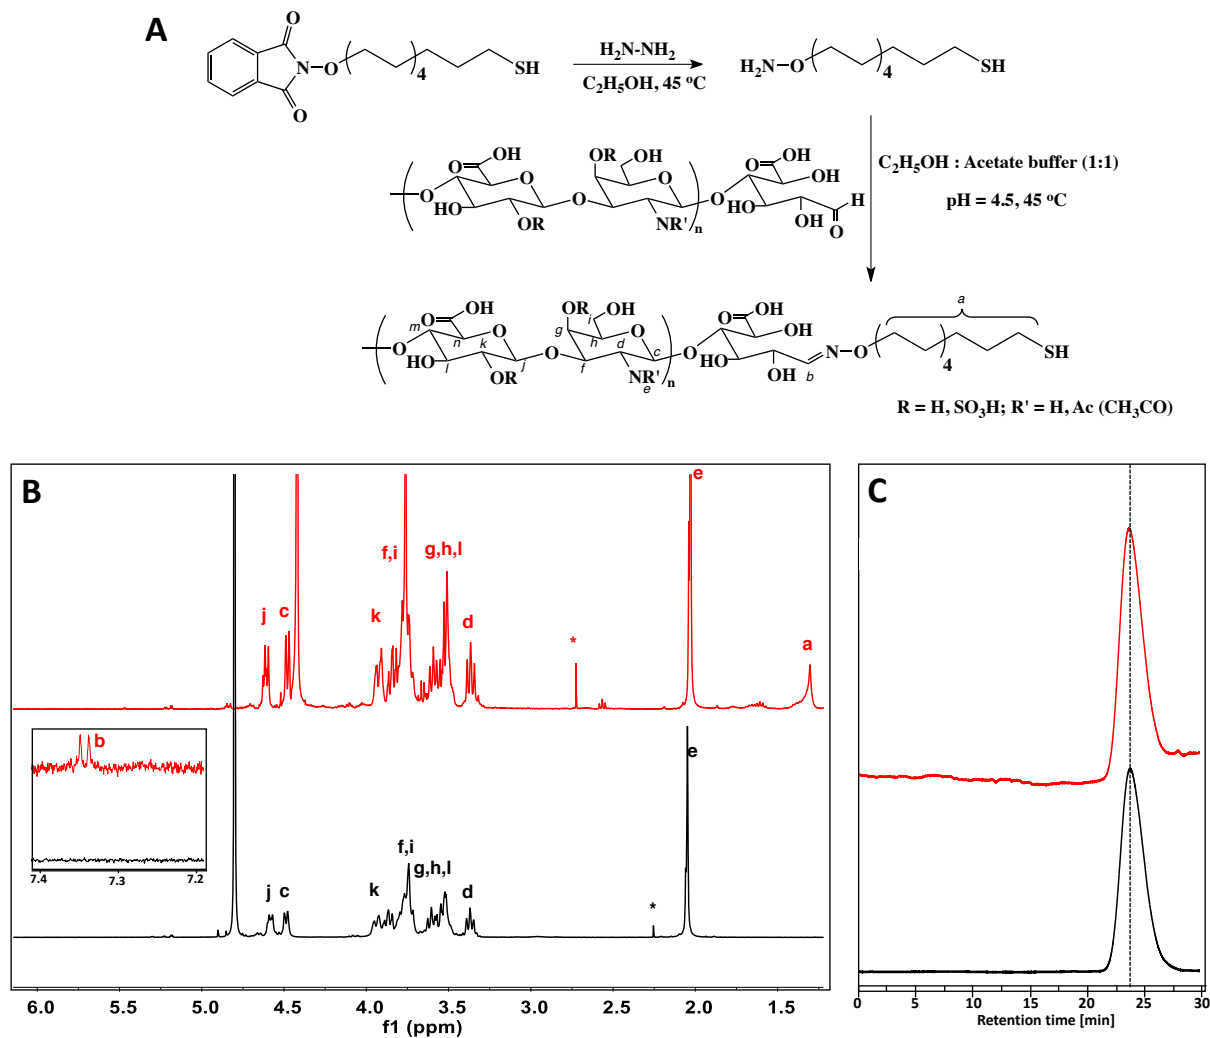 A
O
N
O
O
4
SH
H₂N-NH₂
C₂H₅OH, 45 °C
H₂N
O
4
SH
C₂H₅OH : Acetate buffer (1:1)
pH = 4.5, 45 °C
O
OH
O
HO
O
OR
O
RO
OH
O
NR'
n
O
O
OH
OH
HO
OH
H
O
a
O
OH
m
O
n
O
k
HO
l
OR
j
O
RO
OH
i
g
O
h
d
c
f
NR'
e
n
O
O
OH
OH
HO
OH
b
N
O
4
SH
R = H, SO₃H; R' = H, Ac (CH₃CO)
B
e
f,i
g,h,l
j
c
k
d
*
a
b
7.4 7.3 7.2
e
f,i
g,h,l
j
c
k
d
*
6.0 5.5 5.0 4.5 4.0 3.5 3.0 2.5 2.0 1.5
f1 (ppm)
C
0 5 10 15 20 25 30
Retention time [min]